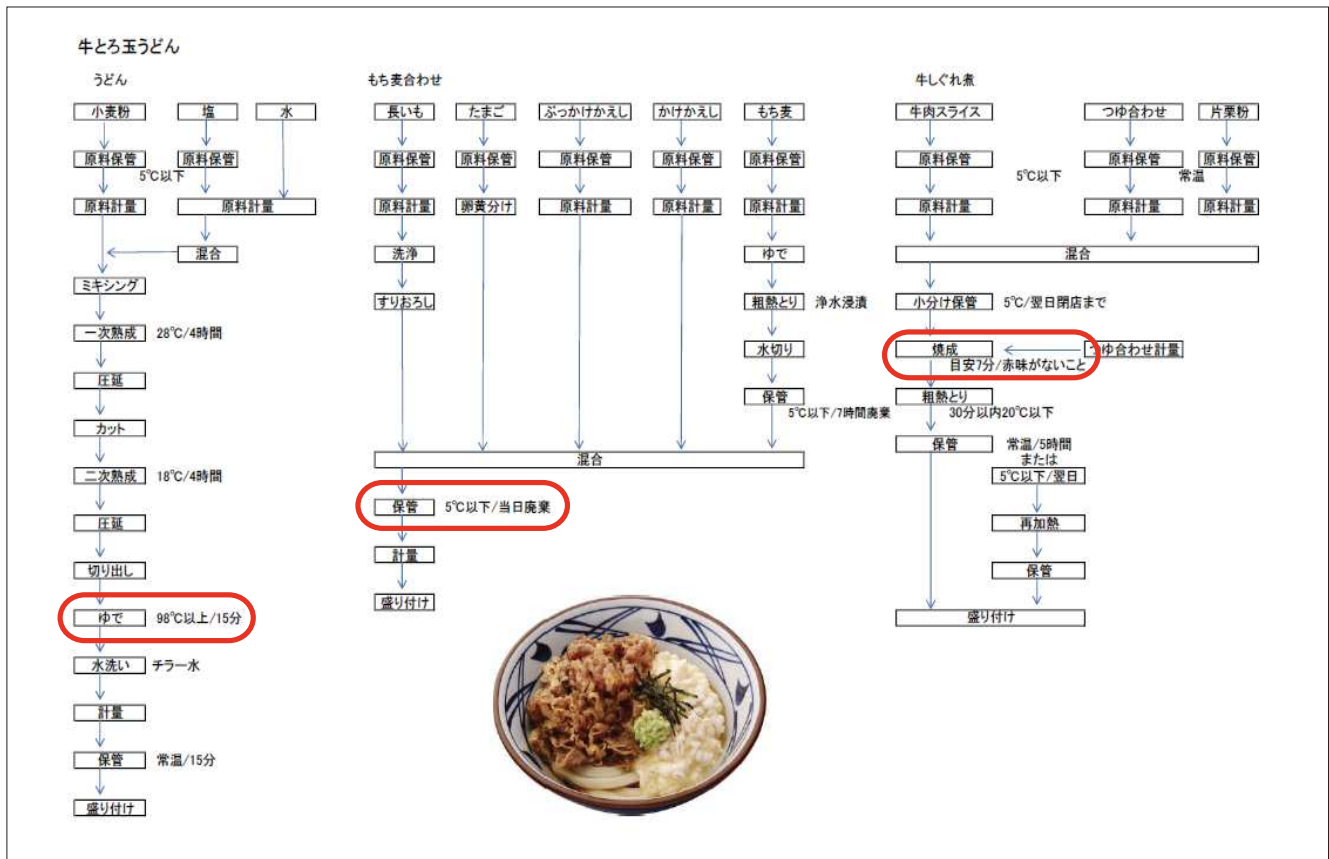 牛とろ玉うどん
うどん
小麦粉 塩 水
原料保管 原料保管
5℃以下
原料計量 原料計量
混合
ミキシング
一次熟成 28℃/4時間
圧延
カット
二次熟成 18℃/4時間
圧延
切り出し
ゆで 98℃以上/15分
水洗い チラー水
計量
保管 常温/15分
盛り付け
もち麦合わせ
長いも たまご ぶっかけかえし かけかえし もち麦
原料保管 原料保管 原料保管 原料保管 原料保管
原料計量 卵黄分け 原料計量 原料計量 原料計量
洗浄 ゆで
すりおろし 粗熱とり 浄水浸漬
水切り
保管
5℃以下/7時間廃棄
混合
保管 5℃以下/当日廃棄
計量
盛り付け
牛しぐれ煮
牛肉スライス つゆ合わせ 片栗粉
原料保管 原料保管 原料保管
5℃以下 常温
原料計量 原料計量 原料計量
混合
小分け保管 5℃/翌日閉店まで
焼成 つゆ合わせ計量
目安7分/赤味がないこと
粗熱とり 30分以内20℃以下
保管 常温/5時間
または
5℃以下/翌日
再加熱
保管
盛り付け